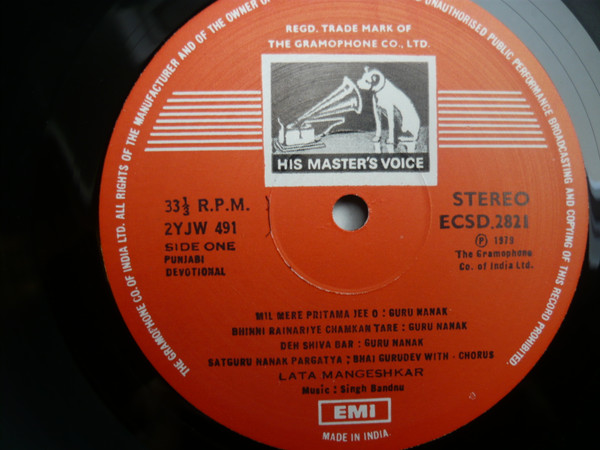 THE GRAMOPHONE CO. OF INDIA LTD. ALL RIGHTS OF THE MANUFACTURER AND OF THE OWNER OF
UNAUTHORISED PUBLIC PERFORMANCE BROADCASTING AND COPYING OF THIS RECORD PROHIBITED.
REGD. TRADE MARK OF
THE GRAMOPHONE CO., LTD.
HIS MASTER'S VOICE
33⅓ R.P.M.
2YJW 491
SIDE ONE
PUNJABI
DEVOTIONAL
STEREO
ECSD.2821
Ⓟ 1979
The Gramophone
Co. of India Ltd.
MIL MERE PRITAMA JEE O : GURU NANAK
BHINNI RAINARIYE CHAMKAN TARE : GURU NANAK
DEH SHIVA BAR : GURU NANAK
SATGURU NANAK PARGATYA : BHAI GURUDEV WITH - CHORUS
LATA MANGESHKAR
Music : Singh Bandhu
EMI
MADE IN INDIA